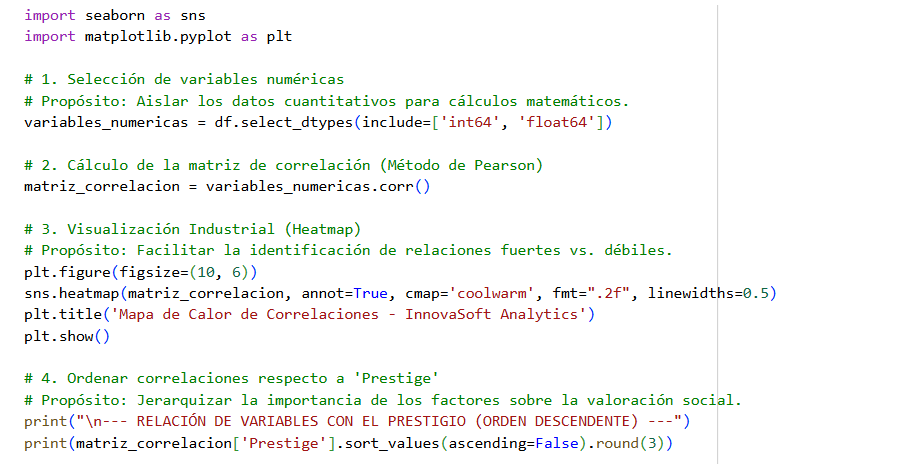 import seaborn as sns
import matplotlib.pyplot as plt
# 1. Selección de variables numéricas
# Propósito: Aislar los datos cuantitativos para cálculos matemáticos.
variables_numericas = df.select_dtypes(include=['int64', 'float64'])
# 2. Cálculo de la matriz de correlación (Método de Pearson)
matriz_correlacion = variables_numericas.corr()
# 3. Visualización Industrial (Heatmap)
# Propósito: Facilitar la identificación de relaciones fuertes vs. débiles.
plt.figure(figsize=(10, 6))
sns.heatmap(matriz_correlacion, annot=True, cmap='coolwarm', fmt=".2f", linewidths=0.5)
plt.title('Mapa de Calor de Correlaciones - InnovaSoft Analytics')
plt.show()
# 4. Ordenar correlaciones respecto a 'Prestige'
# Propósito: Jerarquizar la importancia de los factores sobre la valoración social.
print("\n--- RELACIÓN DE VARIABLES CON EL PRESTIGIO (ORDEN DESCENDENTE) ---")
print(matriz_correlacion['Prestige'].sort_values(ascending=False).round(3))